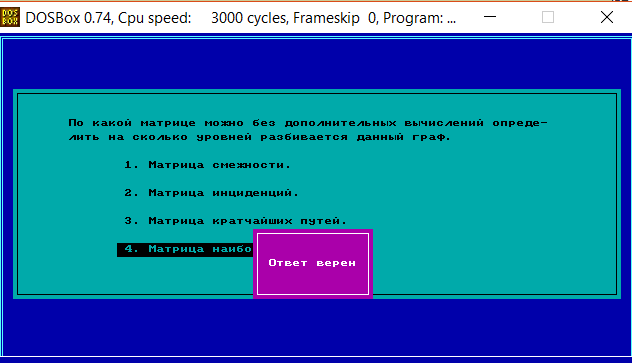 DOS
BOX
DOSBox 0.74, Cpu speed: 3000 cycles, Frameskip 0, Program: ...
По какой матрице можно без дополнительных вычислений опреде-
лить на сколько уровней разбивается данный граф.
1. Матрица смежности.
2. Матрица инциденций.
3. Матрица кратчайших путей.
4. Матрица наибо
Ответ верен